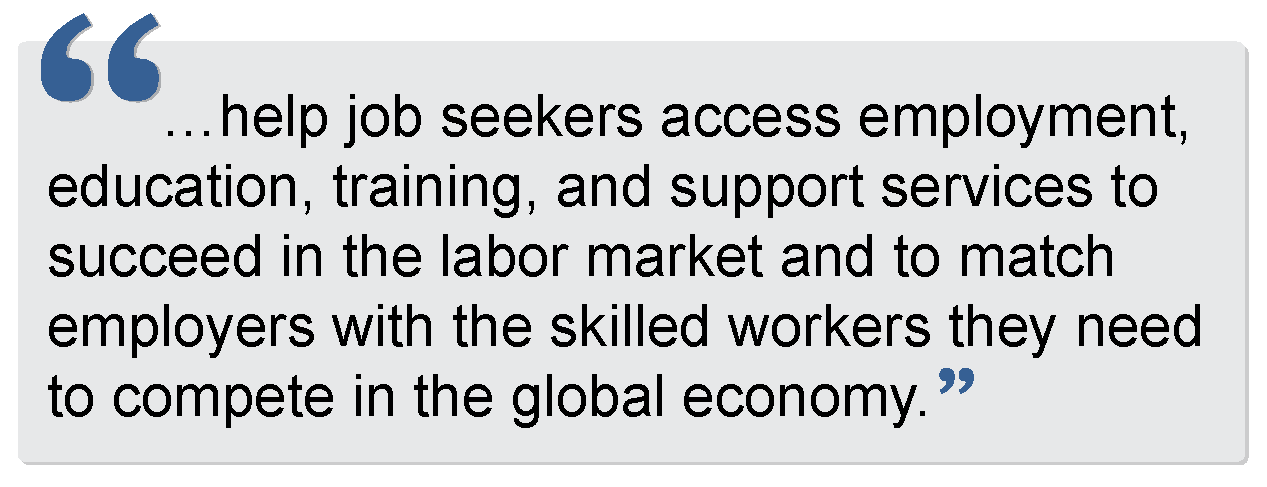 “…help job seekers access employment,
education, training, and support services to
succeed in the labor market and to match
employers with the skilled workers they need
to compete in the global economy.”